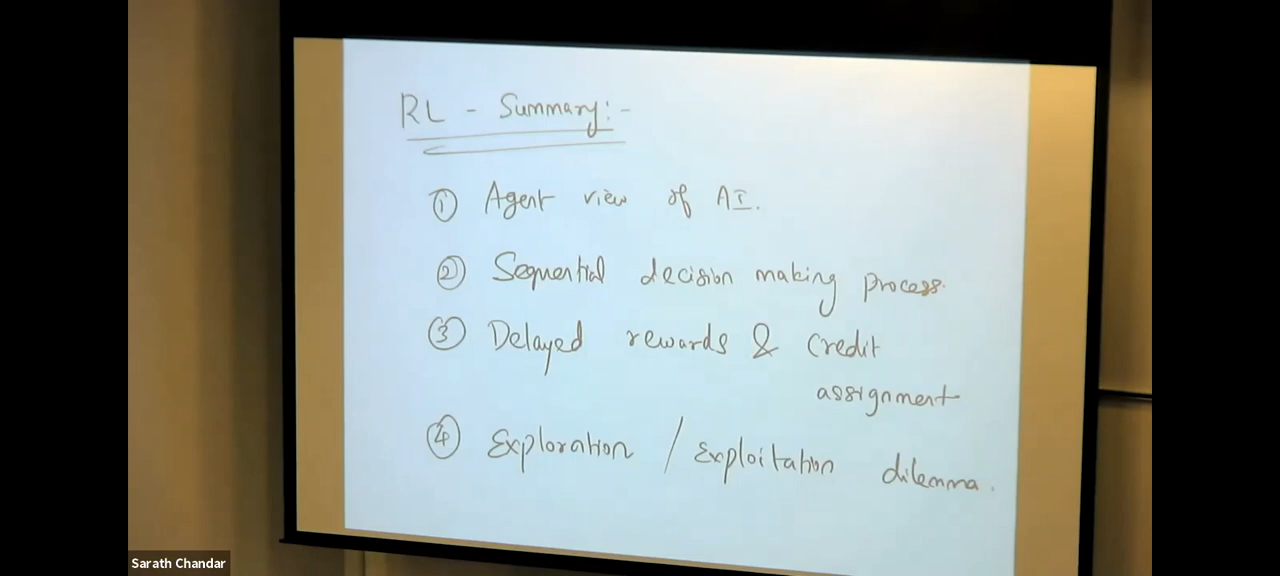 RL - Summary:-
① Agent view of AI.
② Sequential decision making process.
③ Delayed rewards & credit
assignment
④ Exploration / Exploitation dilemma.
Sarath Chandar